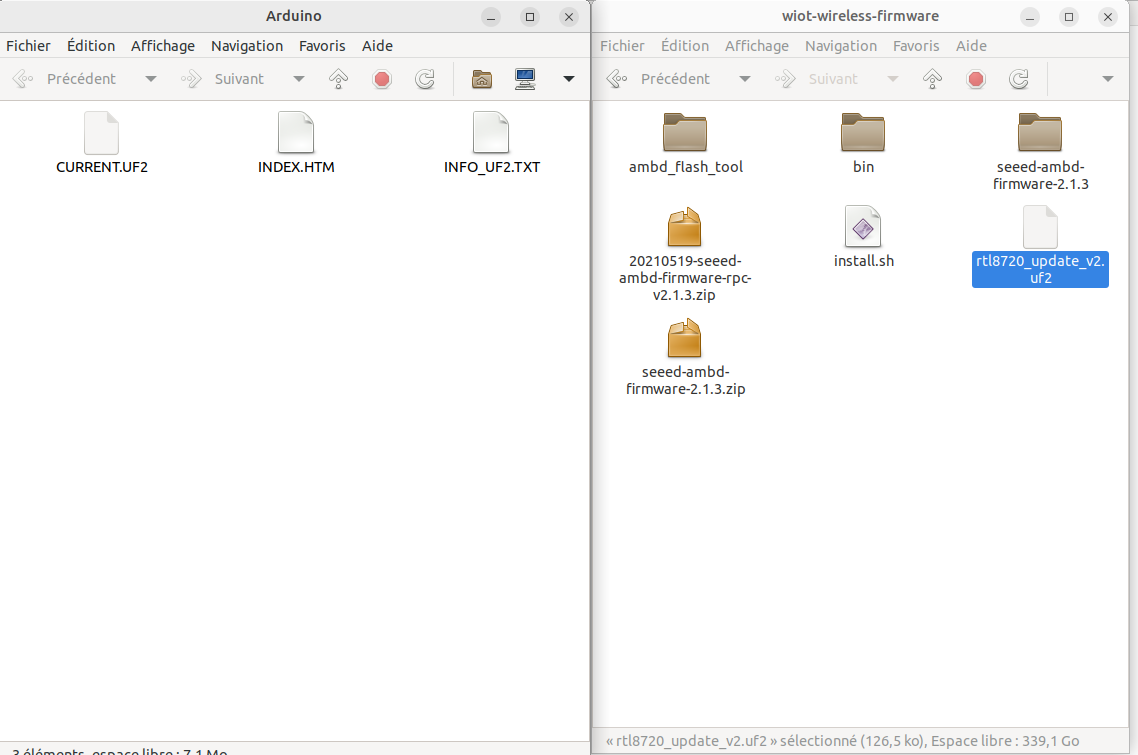 Arduino
Fichier Édition Affichage Navigation Favoris Aide
Précédent Suivant
CURRENT.UF2 INDEX.HTM INFO_UF2.TXT
3 éléments, espace libre : 7,1 Mo
wiot-wireless-firmware
Fichier Édition Affichage Navigation Favoris Aide
Précédent Suivant
ambd_flash_tool bin seeed-ambd-
firmware-2.1.3
20210519-seeed-
ambd-firmware-rpc-
v2.1.3.zip
install.sh
rtl8720_update_v2.
uf2
seeed-ambd-
firmware-2.1.3.zip
« rtl8720_update_v2.uf2 » sélectionné (126,5 ko), Espace libre : 339,1 Go